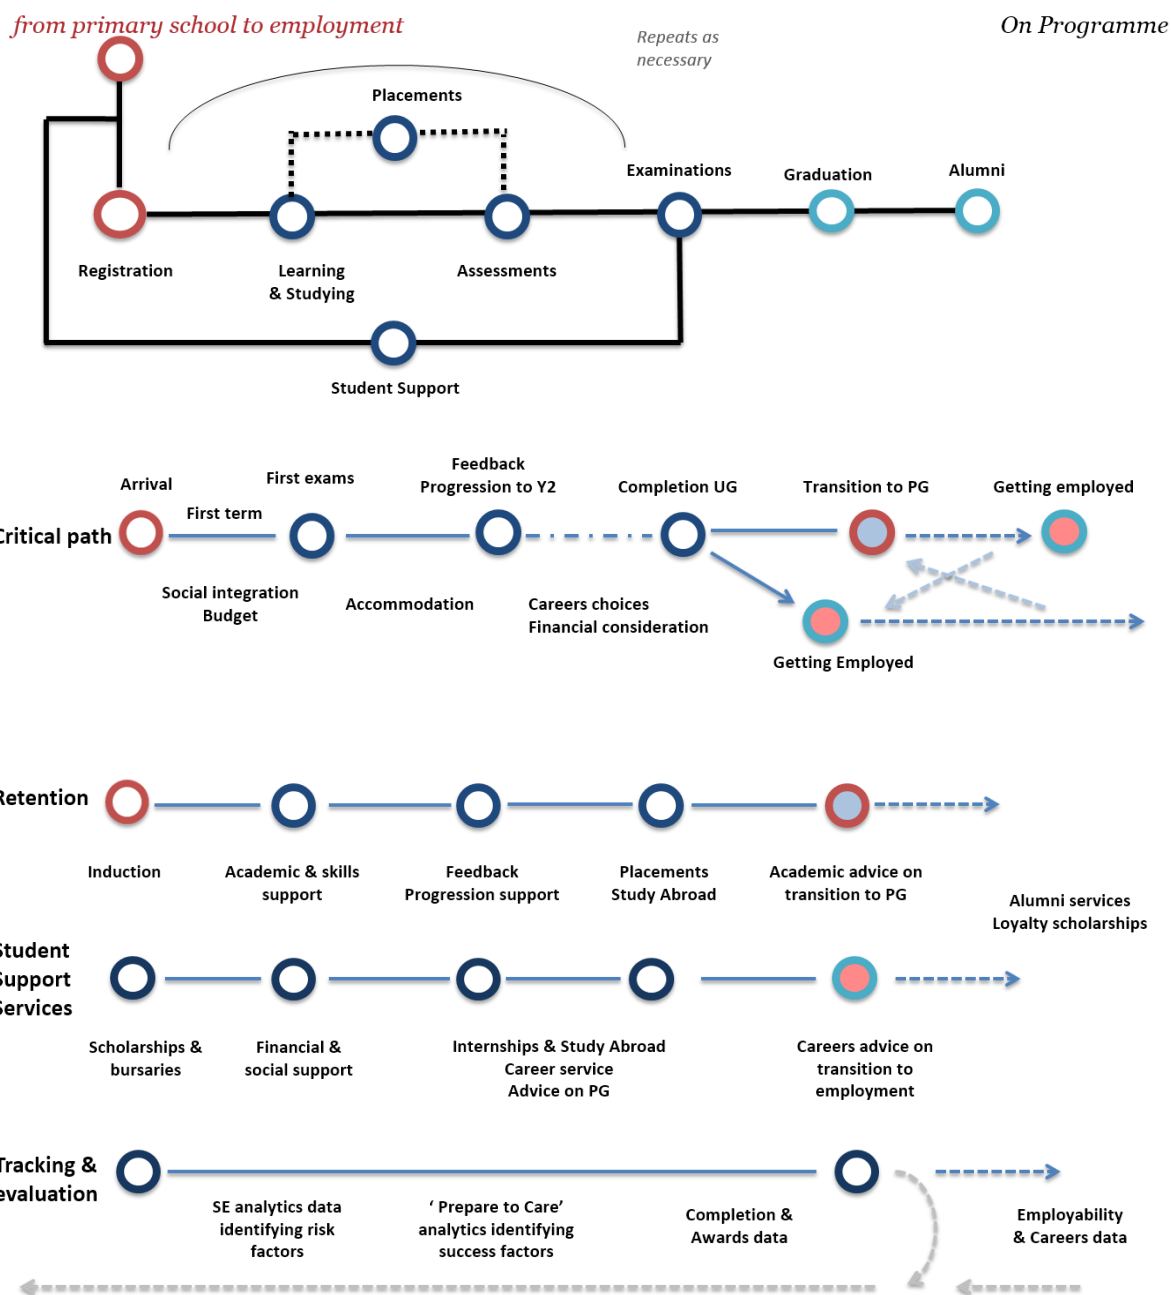 from primary school to employment
On Programme
Repeats as
necessary
Placements
Examinations
Graduation
Alumni
Registration
Learning
& Studying
Assessments
Student Support
Arrival
First term
First exams
Feedback
Progression to Y2
Completion UG
Transition to PG
Getting employed
Critical path
Social integration
Budget
Accommodation
Careers choices
Financial consideration
Getting Employed
Retention
Induction
Academic & skills
support
Feedback
Progression support
Placements
Study Abroad
Academic advice on
transition to PG
Alumni services
Loyalty scholarships
Student
Support
Services
Scholarships &
bursaries
Financial &
social support
Internships & Study Abroad
Career service
Advice on PG
Careers advice on
transition to
employment
Tracking &
evaluation
SE analytics data
identifying risk
factors
‘ Prepare to Care’
analytics identifying
success factors
Completion &
Awards data
Employability
& Careers data